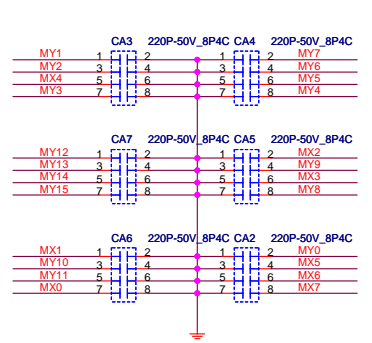 CA3 220P-50V_8P4C CA4 220P-50V_8P4C
MY1 1 2 1 2 MY7
MY2 3 4 3 4 MY6
MX4 5 6 5 6 MY5
MY3 7 8 7 8 MY4
CA7 220P-50V_8P4C CA5 220P-50V_8P4C
MY12 1 2 1 2 MX2
MY13 3 4 3 4 MY9
MY14 5 6 5 6 MX3
MY15 7 8 7 8 MY8
CA6 220P-50V_8P4C CA2 220P-50V_8P4C
MX1 1 2 1 2 MY0
MY10 3 4 3 4 MX5
MY11 5 6 5 6 MX6
MX0 7 8 7 8 MX7